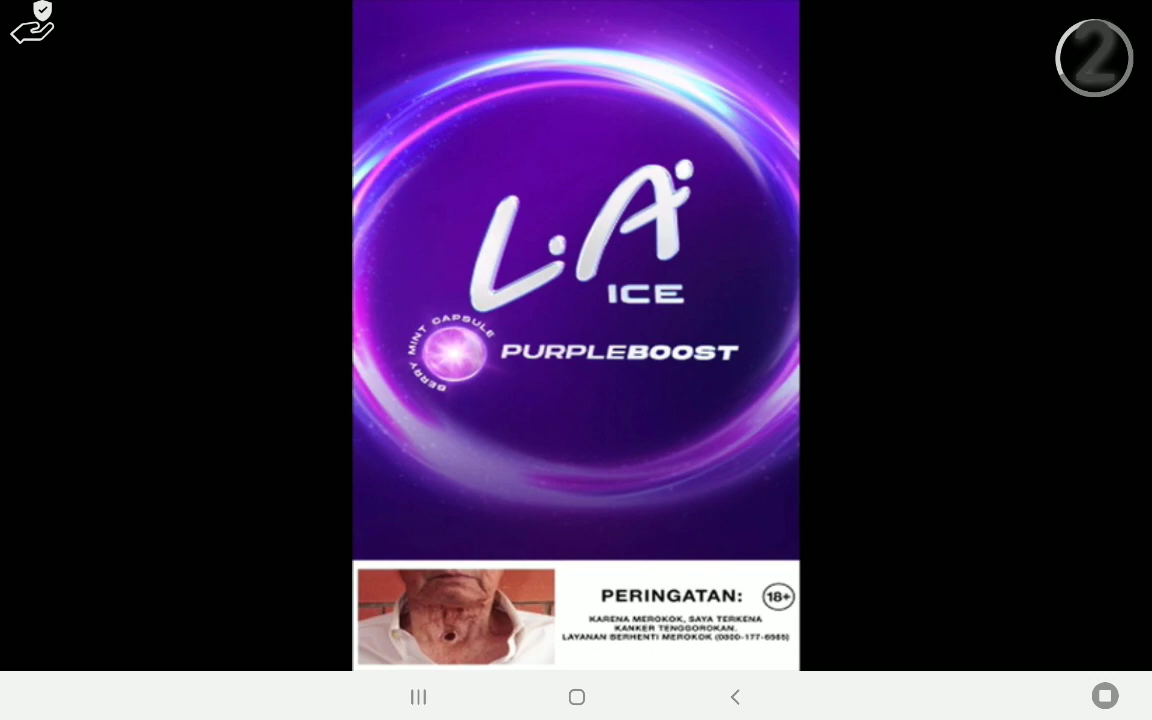 2
L.A
ICE
BERRY MINT CAPSULE
PURPLEBOOST
PERINGATAN:
18+
KARENA MEROKOK, SAYA TERKENA
KANKER TENGGOROKAN.
LAYANAN BERHENTI MEROKOK (0800-177-6565)